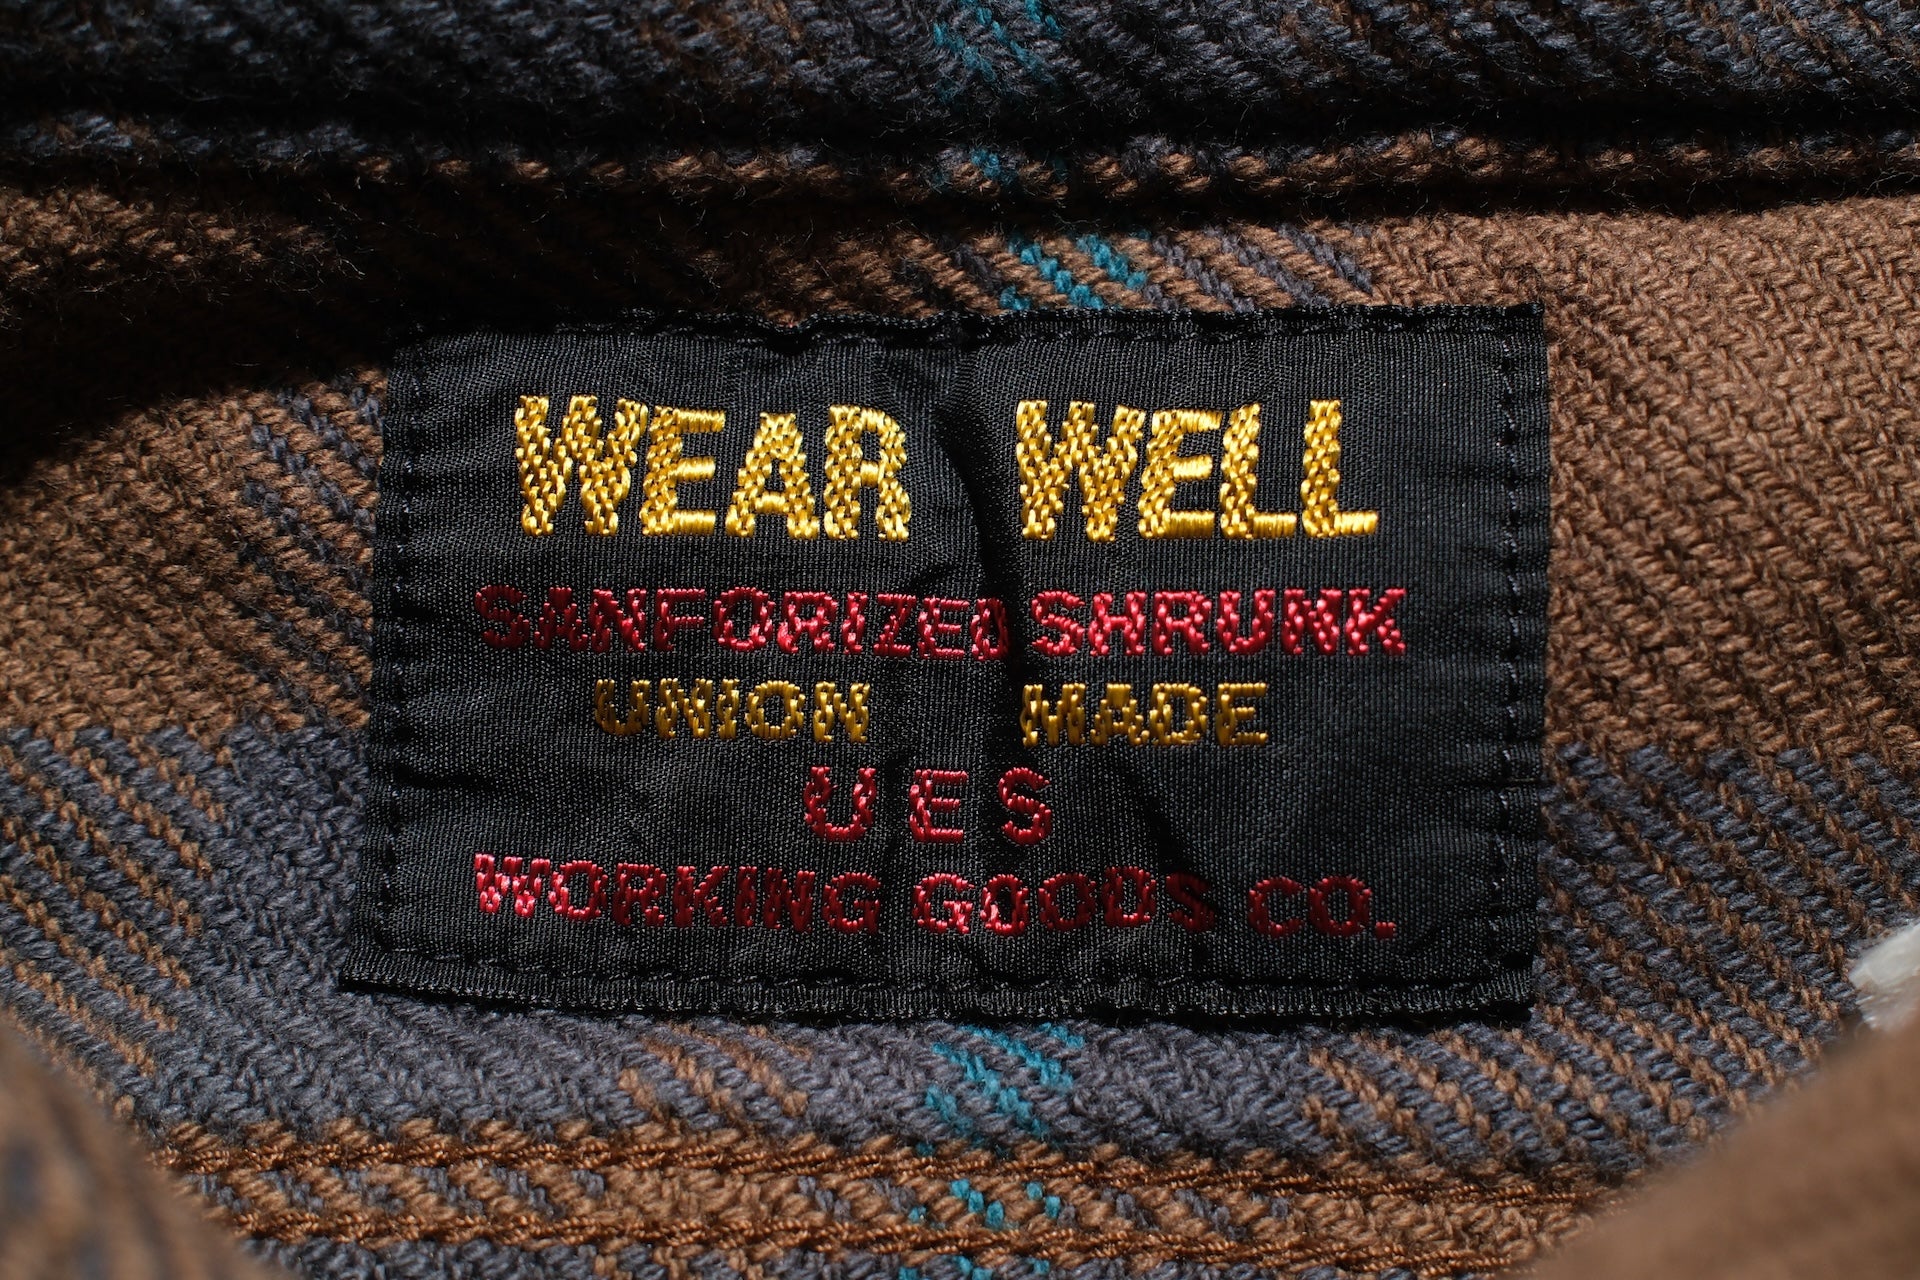 WEAR WELL
SANFORIZED SHRUNK
UNION MADE
UES
WORKING GOODS CO.